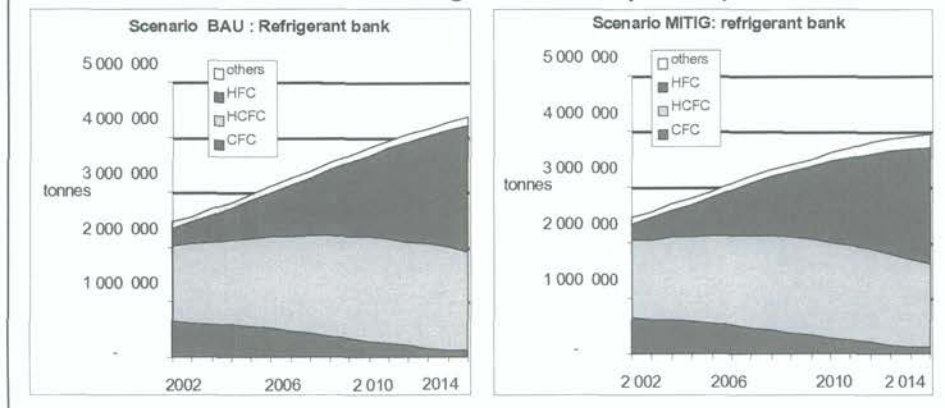 Scenario BAU : Refrigerant bank
5 000 000
4 000 000
3 000 000
tonnes
2 000 000
1 000 000
-
others
HFC
HCFC
CFC
2002 2006 2 010 2014
Scenario MITIG: refrigerant bank
5 000 000
4 000 000
3 000 000
tonnes
2 000 000
1 000 000
-
others
HFC
HCFC
CFC
2 002 2006 2010 2 014